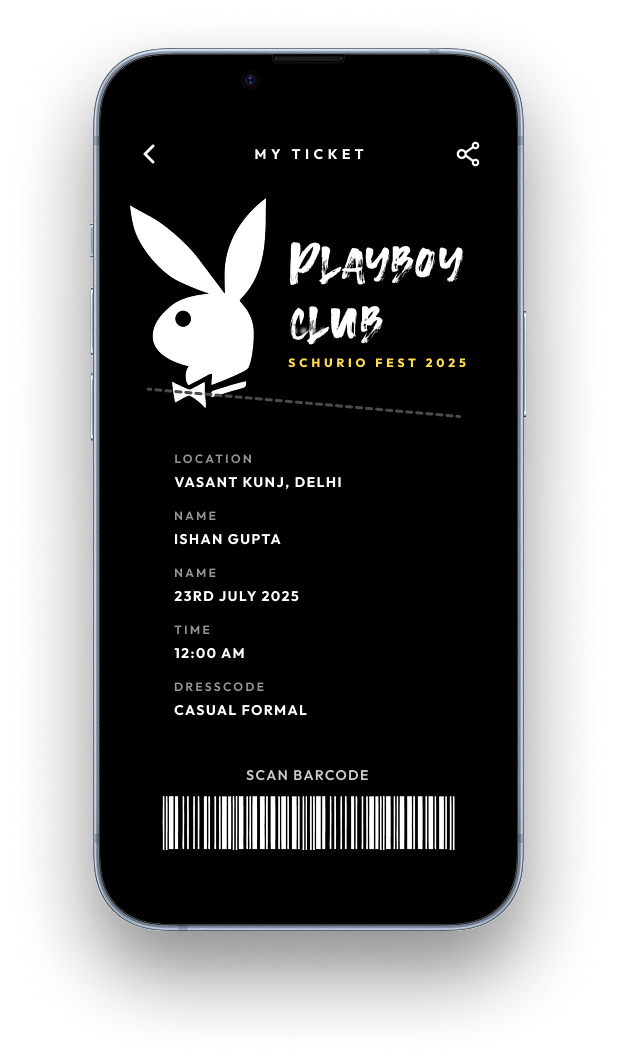 MY TICKET
PLAYBOY
CLUB
SCHURIO FEST 2025
LOCATION
VASANT KUNJ, DELHI
NAME
ISHAN GUPTA
NAME
23RD JULY 2025
TIME
12:00 AM
DRESSCODE
CASUAL FORMAL
SCAN BARCODE